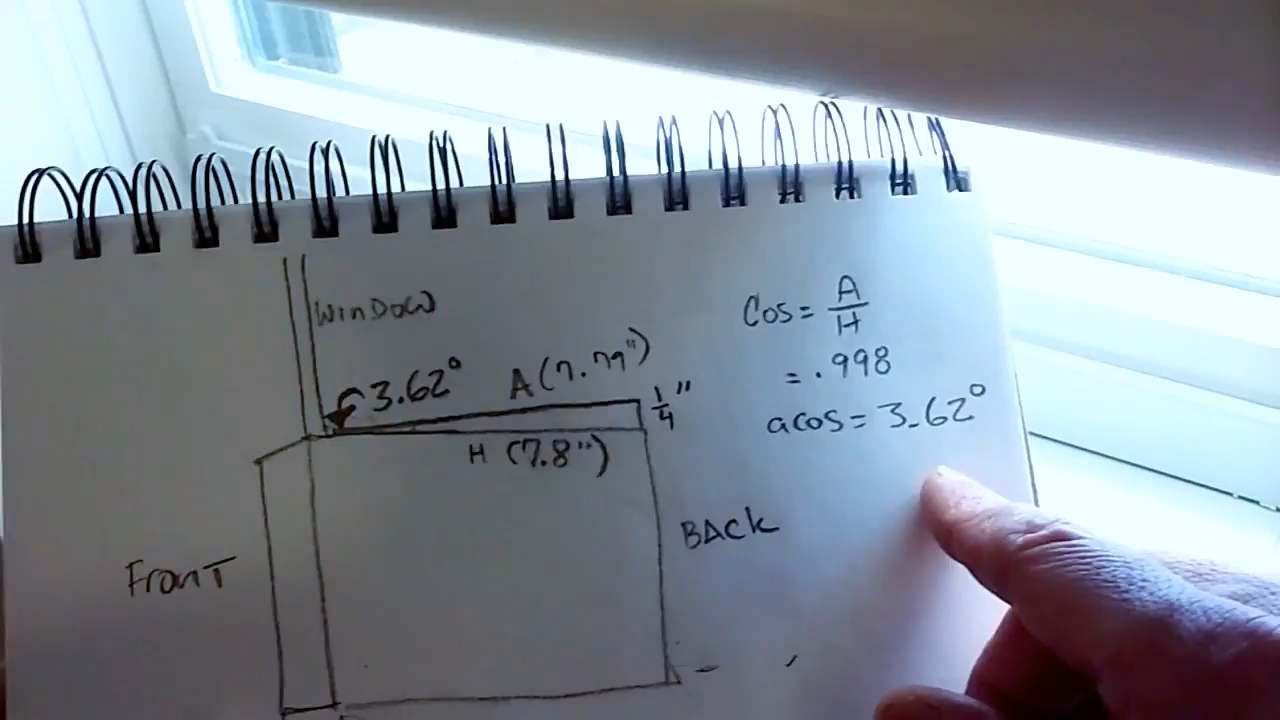 WINDOW
3.62°
A (7.79")
1/4"
H (7.8")
FronT
BACK
Cos = A/H
= .998
acos = 3.62°